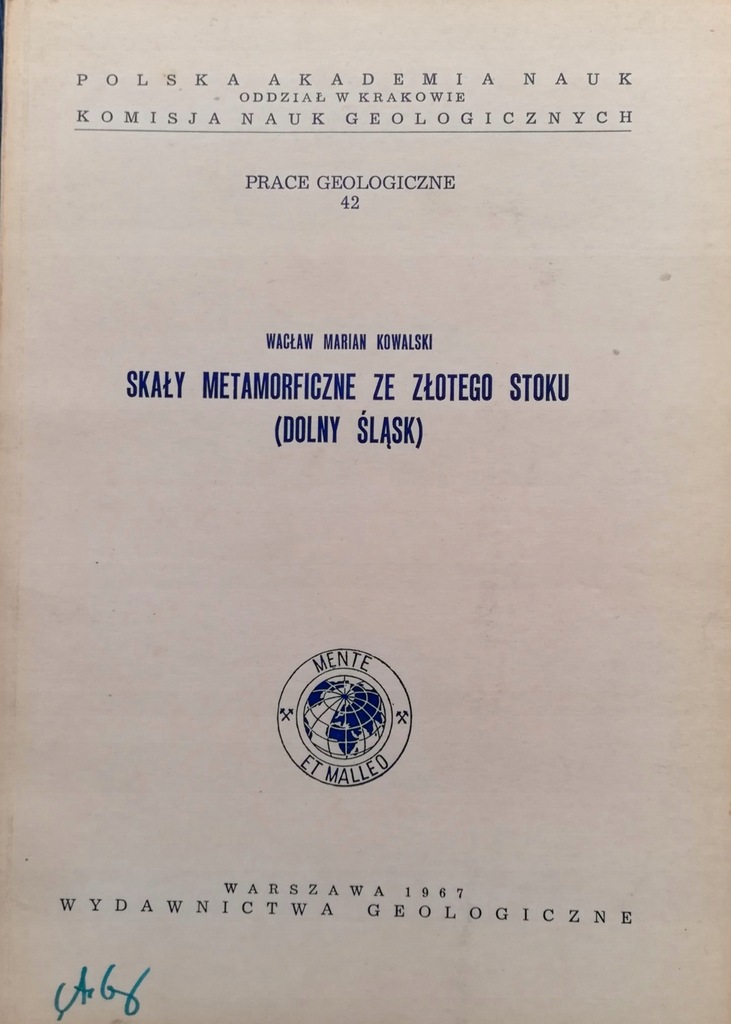 POLSKA AKADEMIA NAUK
ODDZIAŁ W KRAKOWIE
KOMISJA NAUK GEOLOGICZNYCH
PRACE GEOLOGICZNE
42
WACŁAW MARIAN KOWALSKI
SKAŁY METAMORFICZNE ZE ZŁOTEGO STOKU
(DOLNY ŚLĄSK)
MENTE
ET MALLEO
WARSZAWA 1967
WYDAWNICTWA GEOLOGICZNE